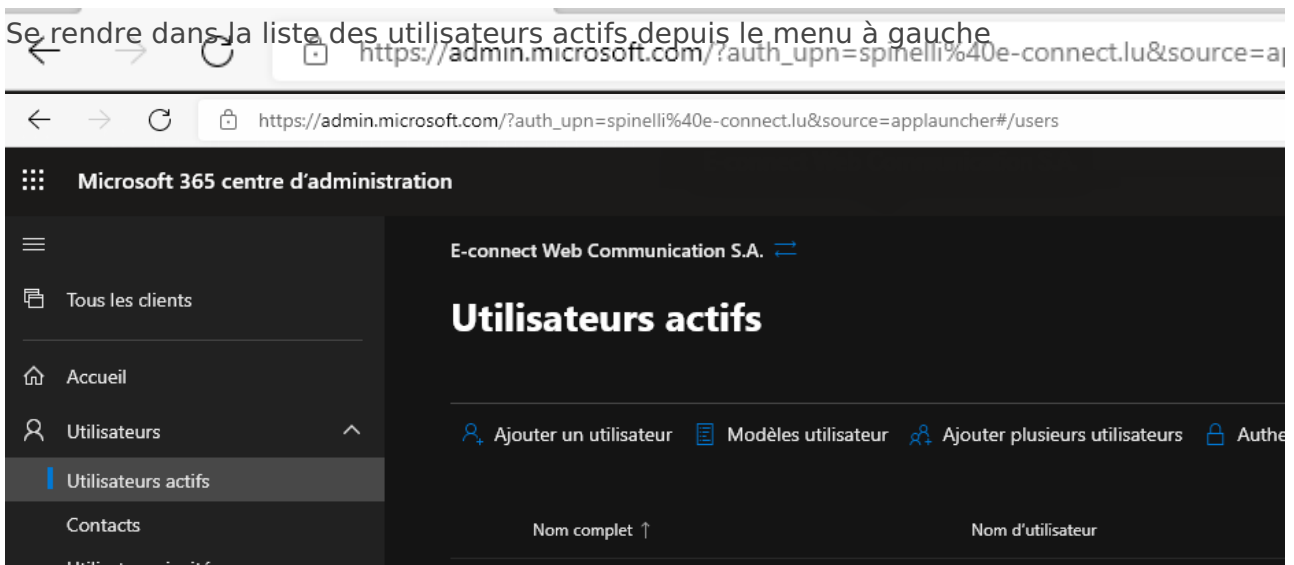 Se rendre dans la liste des utilisateurs actifs depuis le menu à gauche
https://admin.microsoft.com/?auth_upn=spinelli%40e-connect.lu&source=a
https://admin.microsoft.com/?auth_upn=spinelli%40e-connect.lu&source=applauncher#/users
Microsoft 365 centre d'administration
E-connect Web Communication S.A.
Tous les clients
Utilisateurs actifs
Accueil
Utilisateurs
Ajouter un utilisateur Modèles utilisateur Ajouter plusieurs utilisateurs Authe
Utilisateurs actifs
Contacts
Nom complet ↑ Nom d'utilisateur